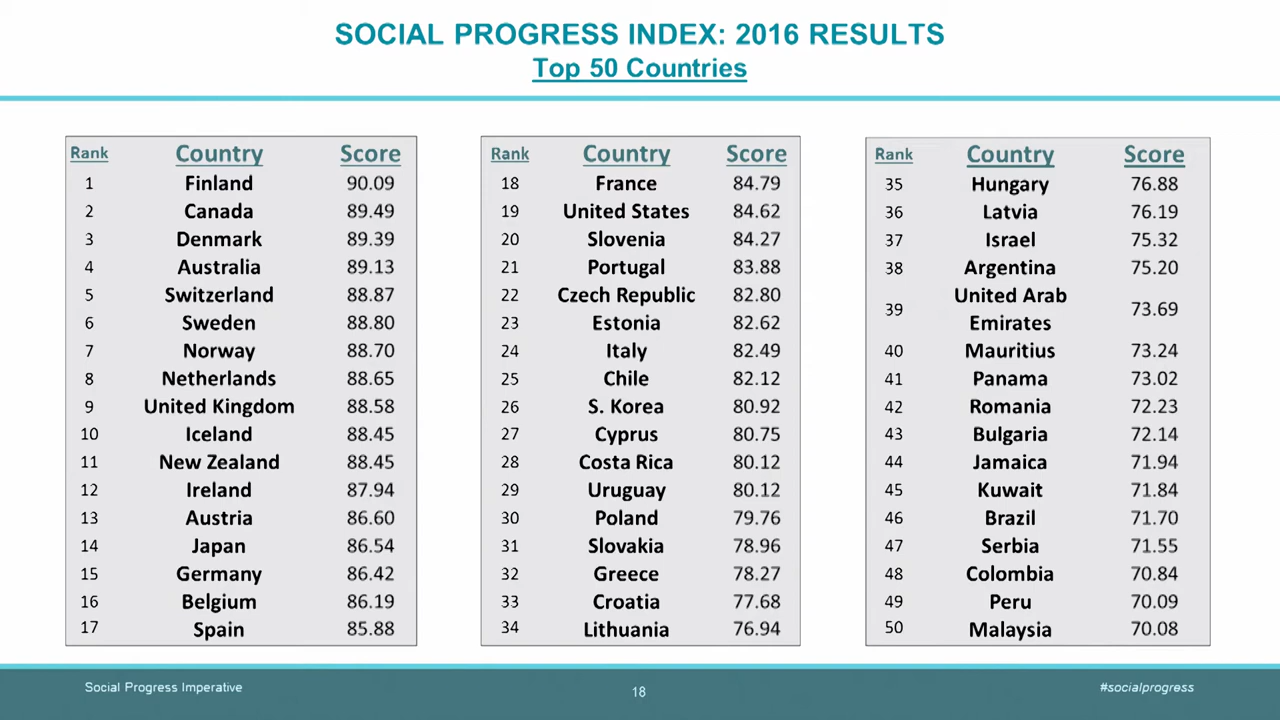 SOCIAL PROGRESS INDEX: 2016 RESULTS
Top 50 Countries
Rank Country Score
1 Finland 90.09
2 Canada 89.49
3 Denmark 89.39
4 Australia 89.13
5 Switzerland 88.87
6 Sweden 88.80
7 Norway 88.70
8 Netherlands 88.65
9 United Kingdom 88.58
10 Iceland 88.45
11 New Zealand 88.45
12 Ireland 87.94
13 Austria 86.60
14 Japan 86.54
15 Germany 86.42
16 Belgium 86.19
17 Spain 85.88
Rank Country Score
18 France 84.79
19 United States 84.62
20 Slovenia 84.27
21 Portugal 83.88
22 Czech Republic 82.80
23 Estonia 82.62
24 Italy 82.49
25 Chile 82.12
26 S. Korea 80.92
27 Cyprus 80.75
28 Costa Rica 80.12
29 Uruguay 80.12
30 Poland 79.76
31 Slovakia 78.96
32 Greece 78.27
33 Croatia 77.68
34 Lithuania 76.94
Rank Country Score
35 Hungary 76.88
36 Latvia 76.19
37 Israel 75.32
38 Argentina 75.20
39 United Arab
Emirates 73.69
40 Mauritius 73.24
41 Panama 73.02
42 Romania 72.23
43 Bulgaria 72.14
44 Jamaica 71.94
45 Kuwait 71.84
46 Brazil 71.70
47 Serbia 71.55
48 Colombia 70.84
49 Peru 70.09
50 Malaysia 70.08
Social Progress Imperative
18
#socialprogress